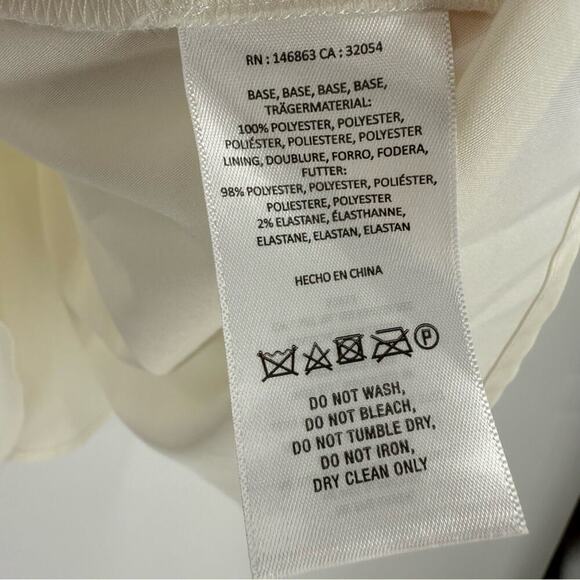 RN : 146863 CA : 32054
BASE, BASE, BASE, BASE,
TRÄGERMATERIAL:
100% POLYESTER, POLYESTER,
POLIÉSTER, POLIESTERE, POLYESTER
LINING, DOUBLURE, FORRO, FODERA,
FUTTER:
98% POLYESTER, POLYESTER, POLIÉSTER,
POLIESTERE, POLYESTER
2% ELASTANE, ÉLASTHANNE,
ELASTANE, ELASTAN, ELASTAN
HECHO EN CHINA
P
DO NOT WASH,
DO NOT BLEACH,
DO NOT TUMBLE DRY,
DO NOT IRON,
DRY CLEAN ONLY